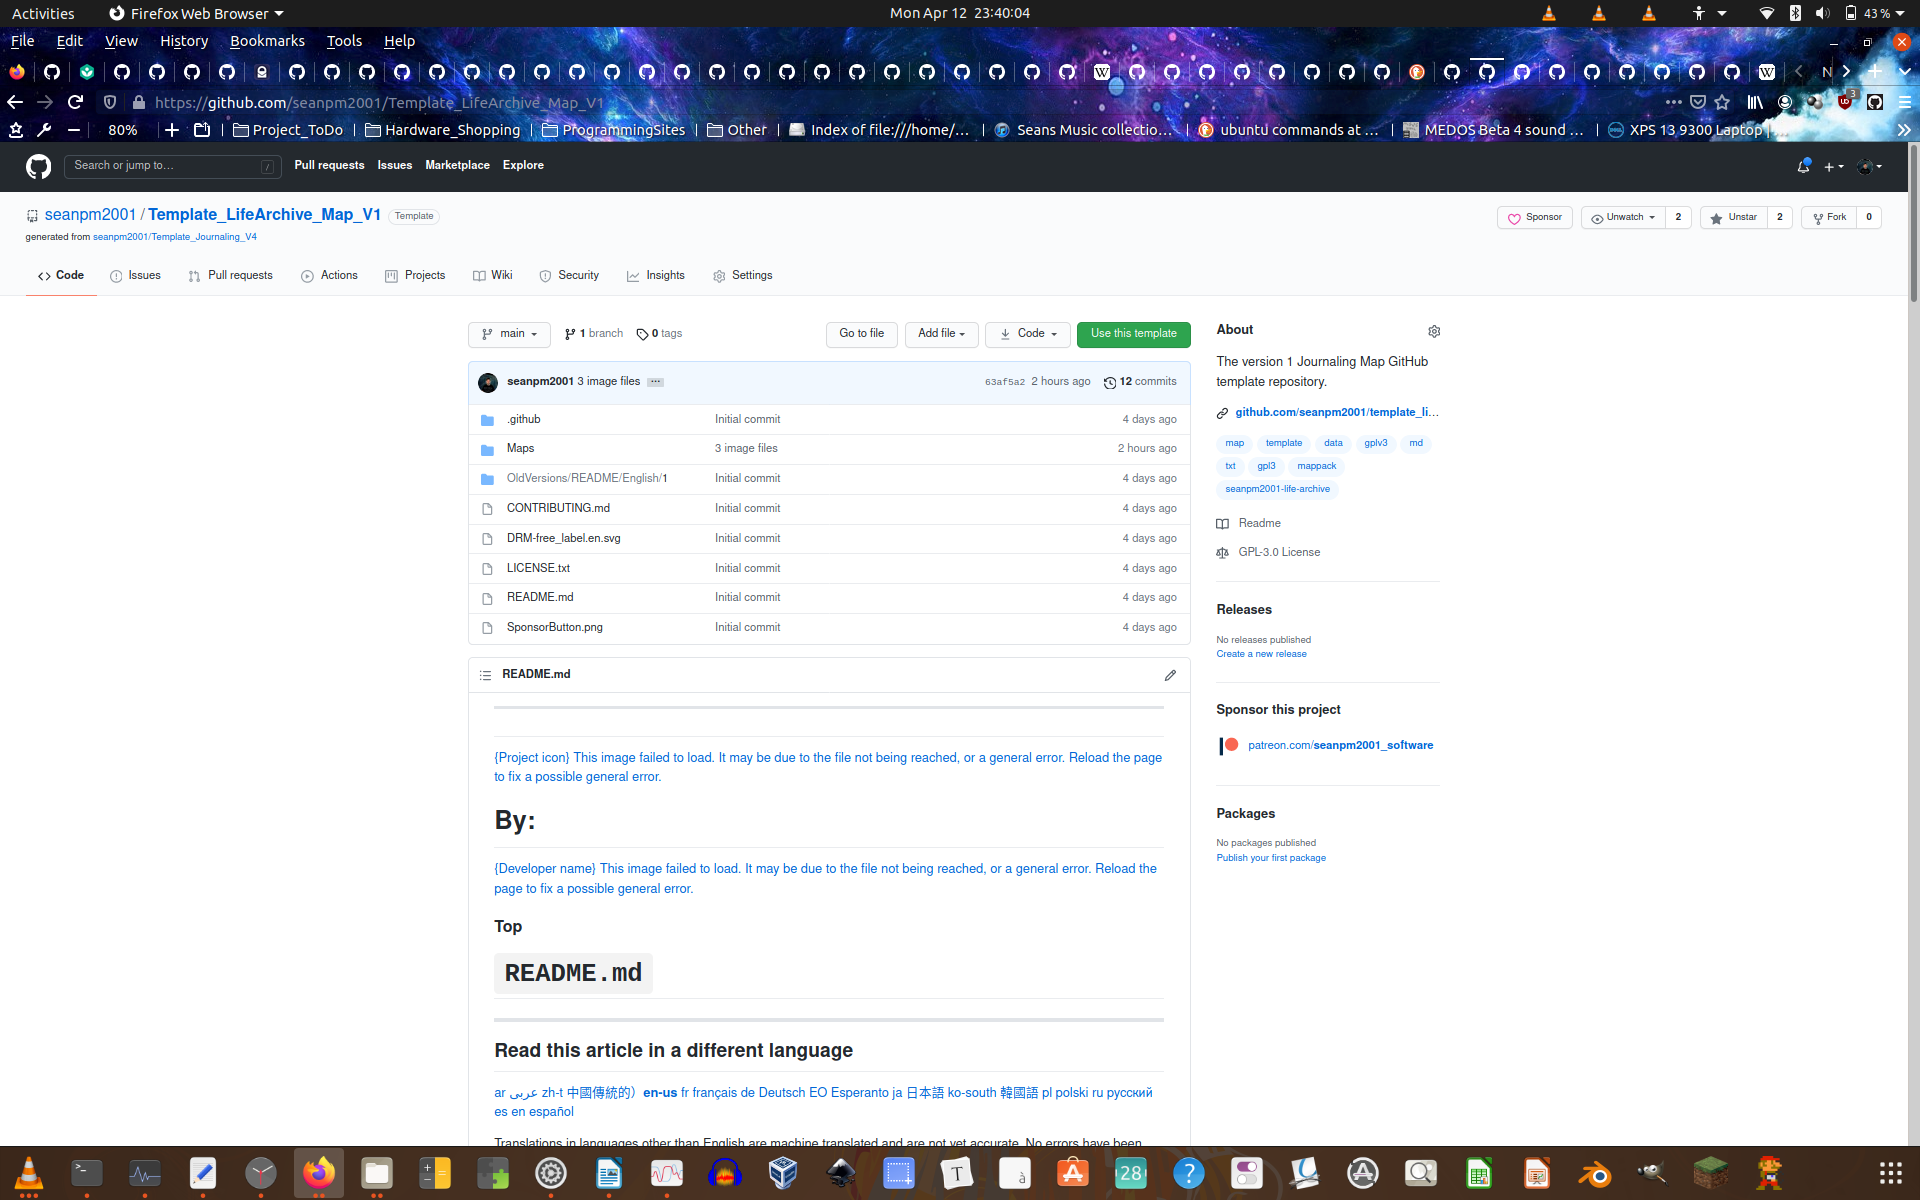 Activities Firefox Web Browser Mon Apr 12 23:40:04 43 %
File Edit View History Bookmarks Tools Help
https://github.com/seanpm2001/Template_LifeArchive_Map_V1 3
80% Project_ToDo Hardware_Shopping ProgrammingSites Other Index of file:///home/… Seans Music collectio… ubuntu commands at … MEDOS Beta 4 sound … XPS 13 9300 Laptop | …
Search or jump to… / Pull requests Issues Marketplace Explore
seanpm2001 / Template_LifeArchive_Map_V1 Template Sponsor Unwatch 2 Unstar 2 Fork 0
generated from seanpm2001/Template_Journaling_V4
Code Issues Pull requests Actions Projects Wiki Security Insights Settings
main 1 branch 0 tags Go to file Add file Code Use this template
seanpm2001 3 image files … 63af5a2 2 hours ago 12 commits
.github Initial commit 4 days ago
Maps 3 image files 2 hours ago
OldVersions/README/English/1 Initial commit 4 days ago
CONTRIBUTING.md Initial commit 4 days ago
DRM-free_label.en.svg Initial commit 4 days ago
LICENSE.txt Initial commit 4 days ago
README.md Initial commit 4 days ago
SponsorButton.png Initial commit 4 days ago
README.md
{Project icon} This image failed to load. It may be due to the file not being reached, or a general error. Reload the page
to fix a possible general error.
By:
{Developer name} This image failed to load. It may be due to the file not being reached, or a general error. Reload the
page to fix a possible general error.
Top
README.md
Read this article in a different language
ar عربى zh-t 中國傳統的） en-us fr français de Deutsch EO Esperanto ja 日本語 ko-south 韓國語 pl polski ru русский
es en español
Translations in languages other than English are machine translated and are not yet accurate. No errors have been
About
The version 1 Journaling Map GitHub
template repository.
github.com/seanpm2001/template_li…
map template data gplv3 md
txt gpl3 mappack
seanpm2001-life-archive
Readme
GPL-3.0 License
Releases
No releases published
Create a new release
Sponsor this project
patreon.com/seanpm2001_software
Packages
No packages published
Publish your first package